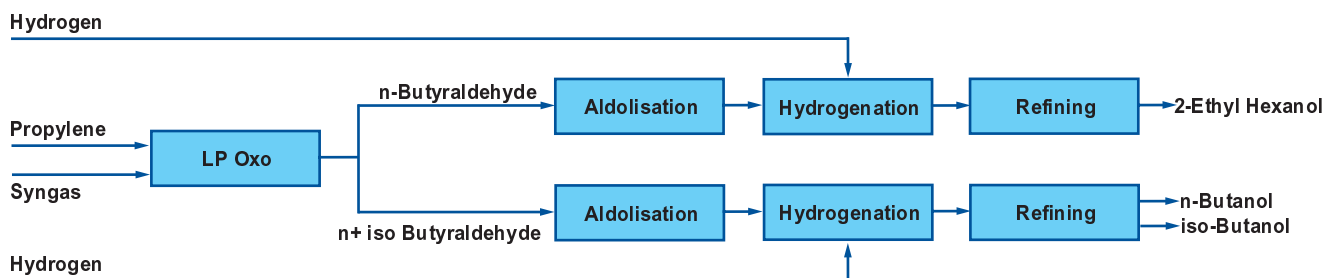 Hydrogen
n-Butyraldehyde
Aldolisation
Hydrogenation
Refining
2-Ethyl Hexanol
Propylene
LP Oxo
Syngas
n+ iso Butyraldehyde
Aldolisation
Hydrogenation
Refining
n-Butanol
iso-Butanol
Hydrogen